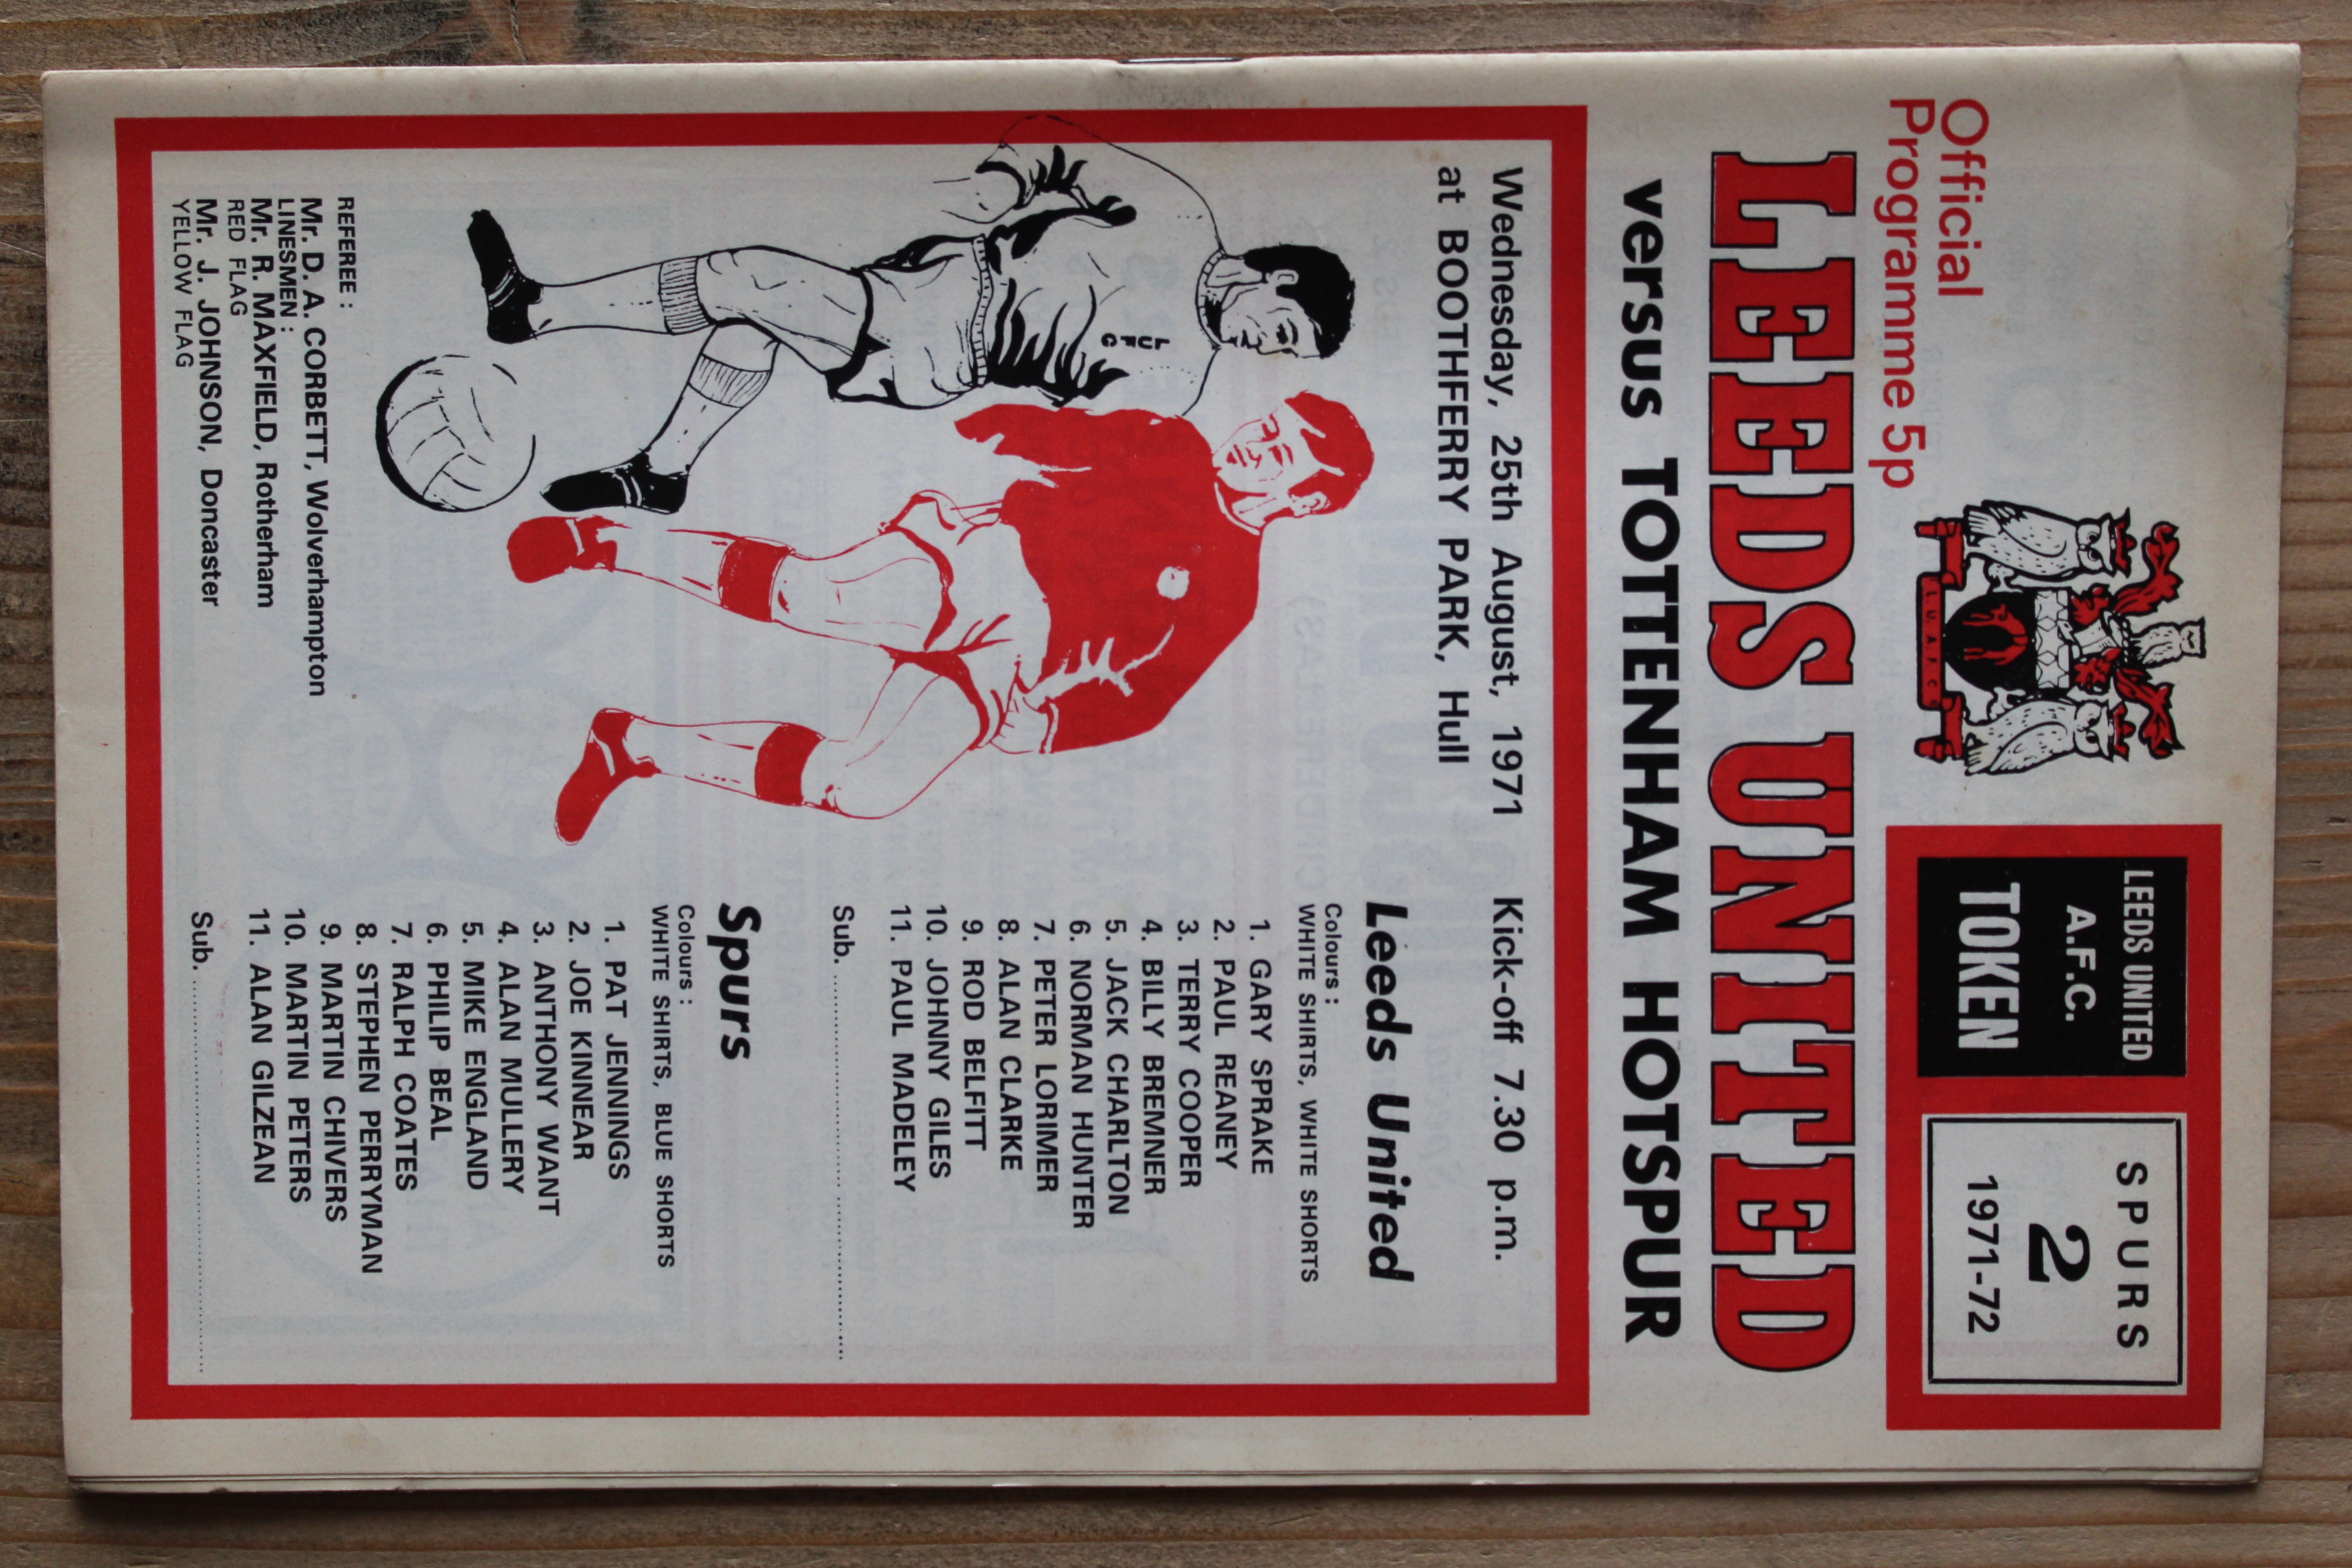 Official
Programme 5p
L. U. A. F. C
LEEDS UNITED
A.F.C.
TOKEN
SPURS
2
1971-72
LEEDS UNITED
versus TOTTENHAM HOTSPUR
Wednesday, 25th August, 1971 Kick-off 7.30 p.m.
at BOOTHFERRY PARK, Hull
Leeds United
Colours :
WHITE SHIRTS, WHITE SHORTS
1. GARY SPRAKE
2. PAUL REANEY
3. TERRY COOPER
4. BILLY BREMNER
5. JACK CHARLTON
6. NORMAN HUNTER
7. PETER LORIMER
8. ALAN CLARKE
9. ROD BELFITT
10. JOHNNY GILES
11. PAUL MADELEY
Sub. ........................................
Spurs
Colours :
WHITE SHIRTS, BLUE SHORTS
1. PAT JENNINGS
2. JOE KINNEAR
3. ANTHONY WANT
4. ALAN MULLERY
5. MIKE ENGLAND
6. PHILIP BEAL
7. RALPH COATES
8. STEPHEN PERRYMAN
9. MARTIN CHIVERS
10. MARTIN PETERS
11. ALAN GILZEAN
Sub. ........................................
REFEREE :
Mr. D. A. CORBETT, Wolverhampton
LINESMEN :
Mr. R. MAXFIELD, Rotherham
RED FLAG
Mr. J. JOHNSON, Doncaster
YELLOW FLAG